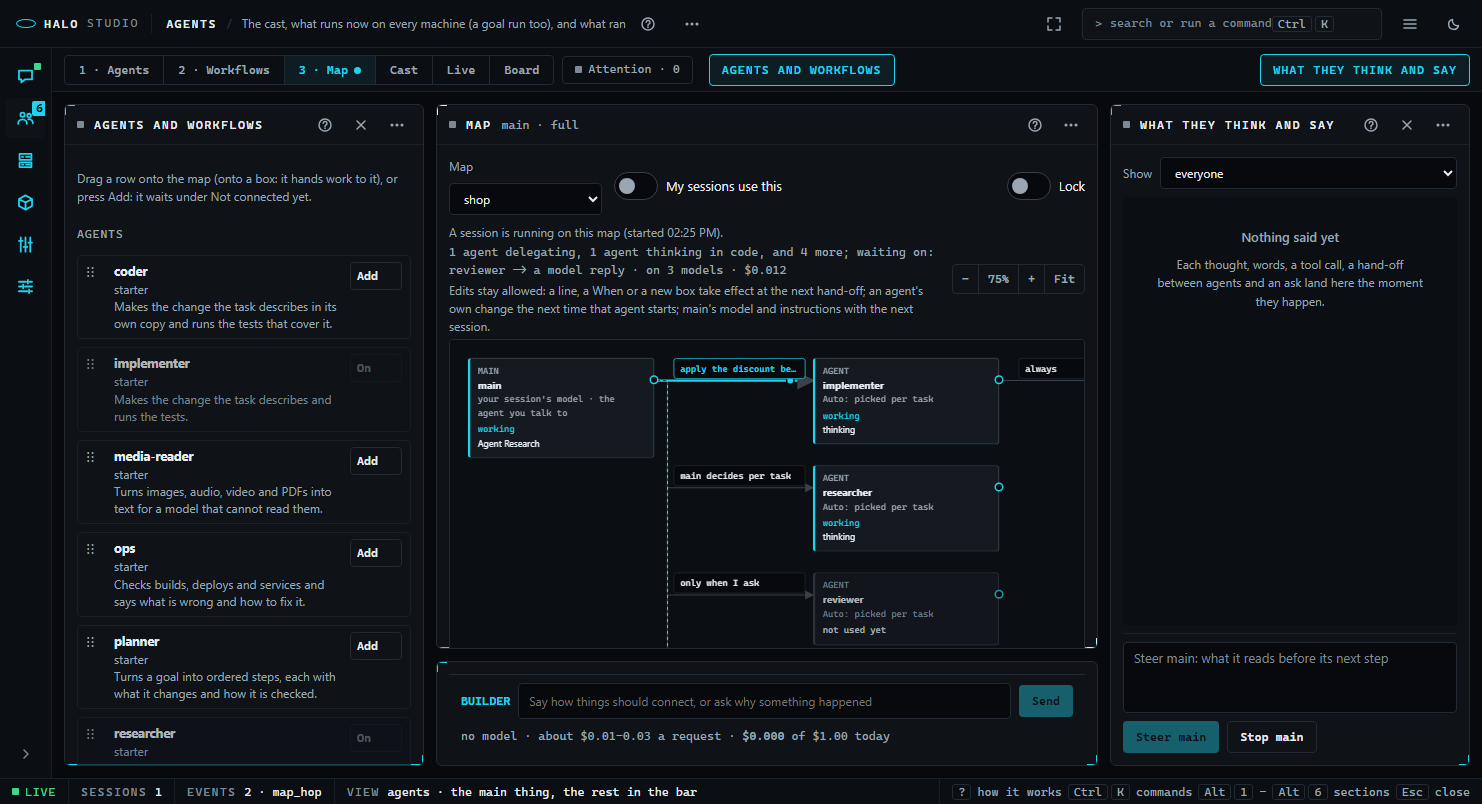 HALO STUDIO AGENTS / The cast, what runs now on every machine (a goal run too), and what ran
> search or run a command Ctrl K
1 · Agents
2 · Workflows
3 · Map
Cast
Live
Board
Attention · 0
AGENTS AND WORKFLOWS
WHAT THEY THINK AND SAY
6
AGENTS AND WORKFLOWS
Drag a row onto the map (onto a box: it hands work to it), or
press Add: it waits under Not connected yet.
AGENTS
coder
Add
starter
Makes the change the task describes in its
own copy and runs the tests that cover it.
implementer
On
starter
Makes the change the task describes and
runs the tests.
media-reader
Add
starter
Turns images, audio, video and PDFs into
text for a model that cannot read them.
ops
Add
starter
Checks builds, deploys and services and
says what is wrong and how to fix it.
planner
Add
starter
Turns a goal into ordered steps, each with
what it changes and how it is checked.
researcher
On
starter
MAP main · full
Map
shop
My sessions use this
Lock
A session is running on this map (started 02:25 PM).
1 agent delegating, 1 agent thinking in code, and 4 more; waiting on:
reviewer → a model reply · on 3 models · $0.012
Edits stay allowed: a line, a When or a new box take effect at the next hand-off; an agent's
own change the next time that agent starts; main's model and instructions with the next
session.
− 75% + Fit
MAIN
main
your session's model · the
agent you talk to
working
Agent Research
apply the discount be…
AGENT
implementer
Auto: picked per task
working
thinking
always
main decides per task
AGENT
researcher
Auto: picked per task
working
thinking
only when I ask
AGENT
reviewer
Auto: picked per task
not used yet
BUILDER
Say how things should connect, or ask why something happened
Send
no model · about $0.01–0.03 a request · $0.000 of $1.00 today
WHAT THEY THINK AND SAY
Show
everyone
Nothing said yet
Each thought, words, a tool call, a hand-off
between agents and an ask land here the moment
they happen.
Steer main: what it reads before its next step
Steer main
Stop main
LIVE
SESSIONS 1
EVENTS 2 · map_hop
VIEW agents · the main thing, the rest in the bar
? how it works Ctrl K commands Alt 1 – Alt 6 sections Esc close